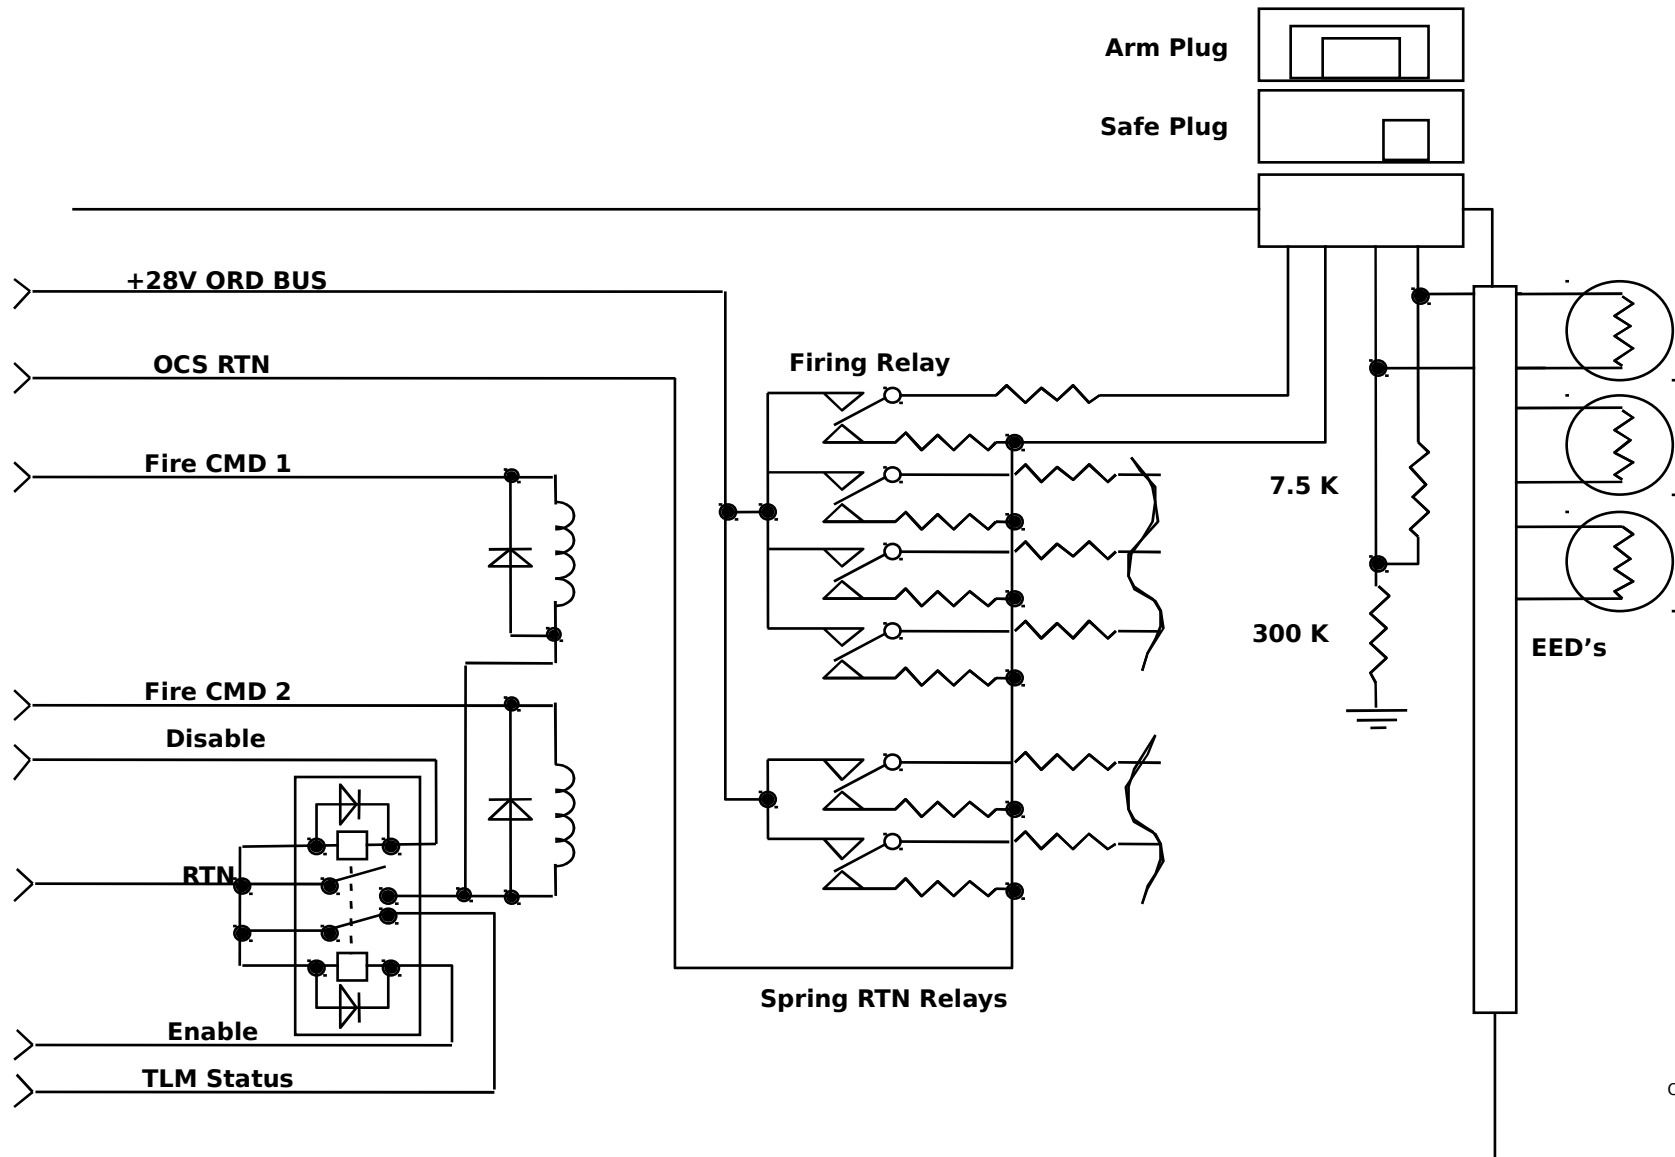 Arm Plug
Safe Plug
+28V ORD BUS
OCS RTN
Firing Relay
Fire CMD 1
7.5 K
300 K
EED’s
Fire CMD 2
Disable
RTN
Spring RTN Relays
Enable
TLM Status